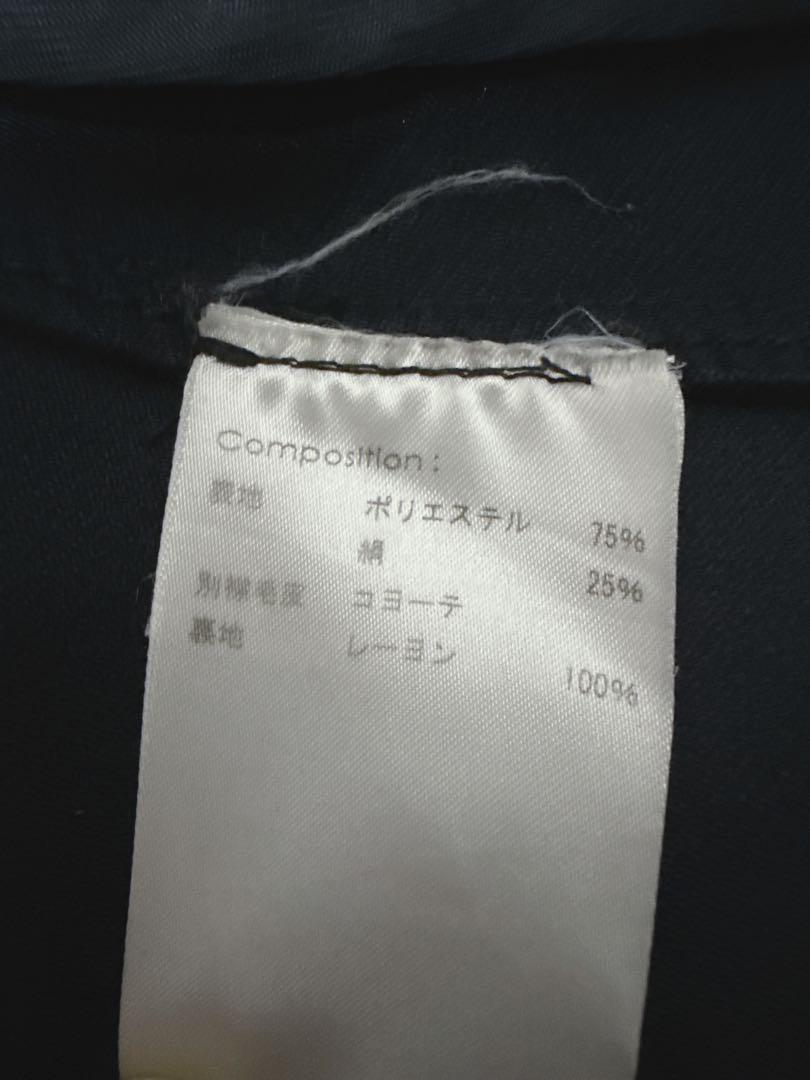 Composition :
表地 ポリエステル 75%
絹 25%
別襟毛皮 コヨーテ
裏地 レーヨン 100%